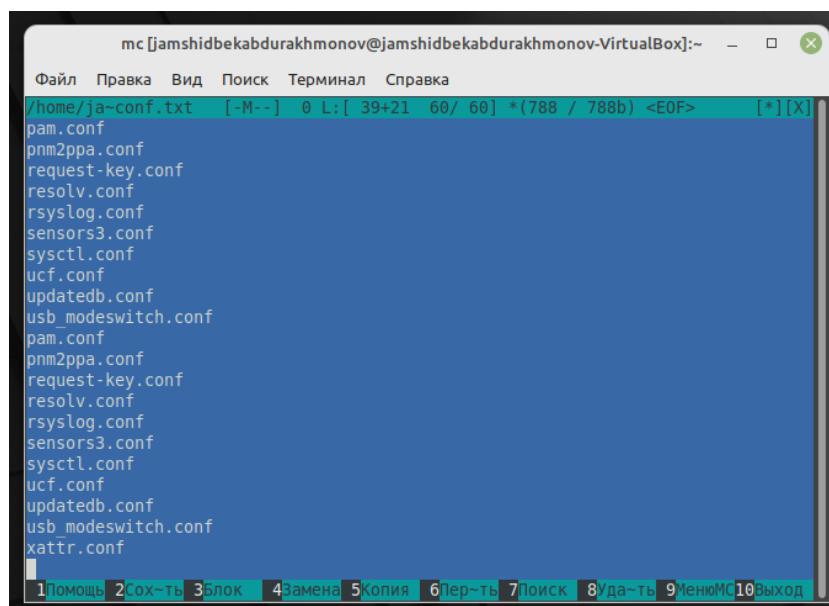 mc [jamshidbekabdurakhmonov@jamshidbekabdurakhmonov-VirtualBox]:~
Файл Правка Вид Поиск Терминал Справка
/home/ja~conf.txt [-M--] 0 L:[ 39+21 60/ 60] *(788 / 788b) <EOF> [*][X]
pam.conf
pnm2ppa.conf
request-key.conf
resolv.conf
rsyslog.conf
sensors3.conf
sysctl.conf
ucf.conf
updatedb.conf
usb_modeswitch.conf
pam.conf
pnm2ppa.conf
request-key.conf
resolv.conf
rsyslog.conf
sensors3.conf
sysctl.conf
ucf.conf
updatedb.conf
usb_modeswitch.conf
xattr.conf
1Помощь 2Сох~ть 3Блок 4Замена 5Копия 6Пер~ть 7Поиск 8Уда~ть 9МенюМС 10Выход